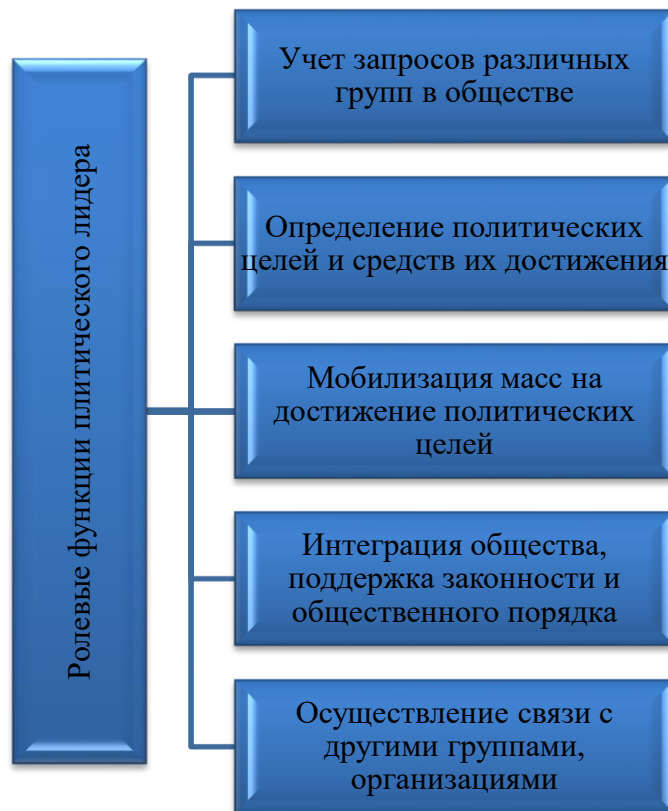 Ролевые функции плитического лидера
Учет запросов различных
групп в обществе
Определение политических
целей и средств их достижения
Мобилизация масс на
достижение политических
целей
Интеграция общества,
поддержка законности и
общественного порядка
Осуществление связи с
другими группами,
организациями